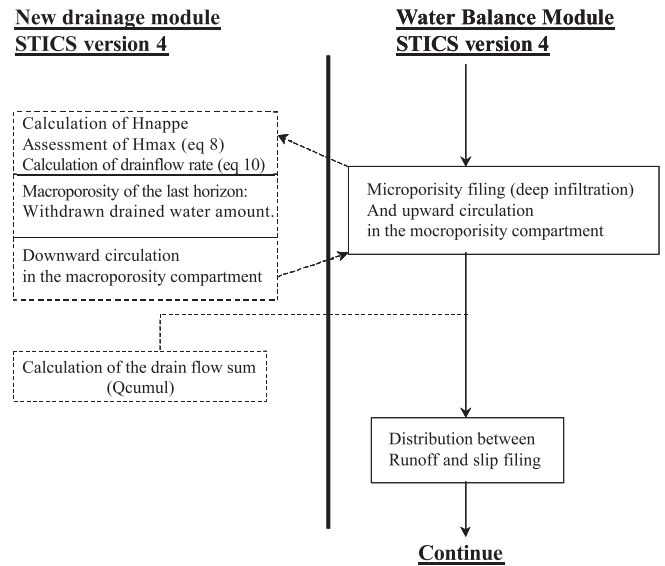 New drainage module
STICS version 4
Water Balance Module
STICS version 4
Calculation of Hnappe
Assessment of Hmax (eq 8)
Calculation of drainflow rate (eq 10)
Macroporosity of the last horizon:
Withdrawn drained water amount.
Downward circulation
in the macroporosity compartment
Microporisity filing (deep infiltration)
And upward circulation
in the mocroporisity compartment
Calculation of the drain flow sum
(Qcumul)
Distribution between
Runoff and slip filing
Continue